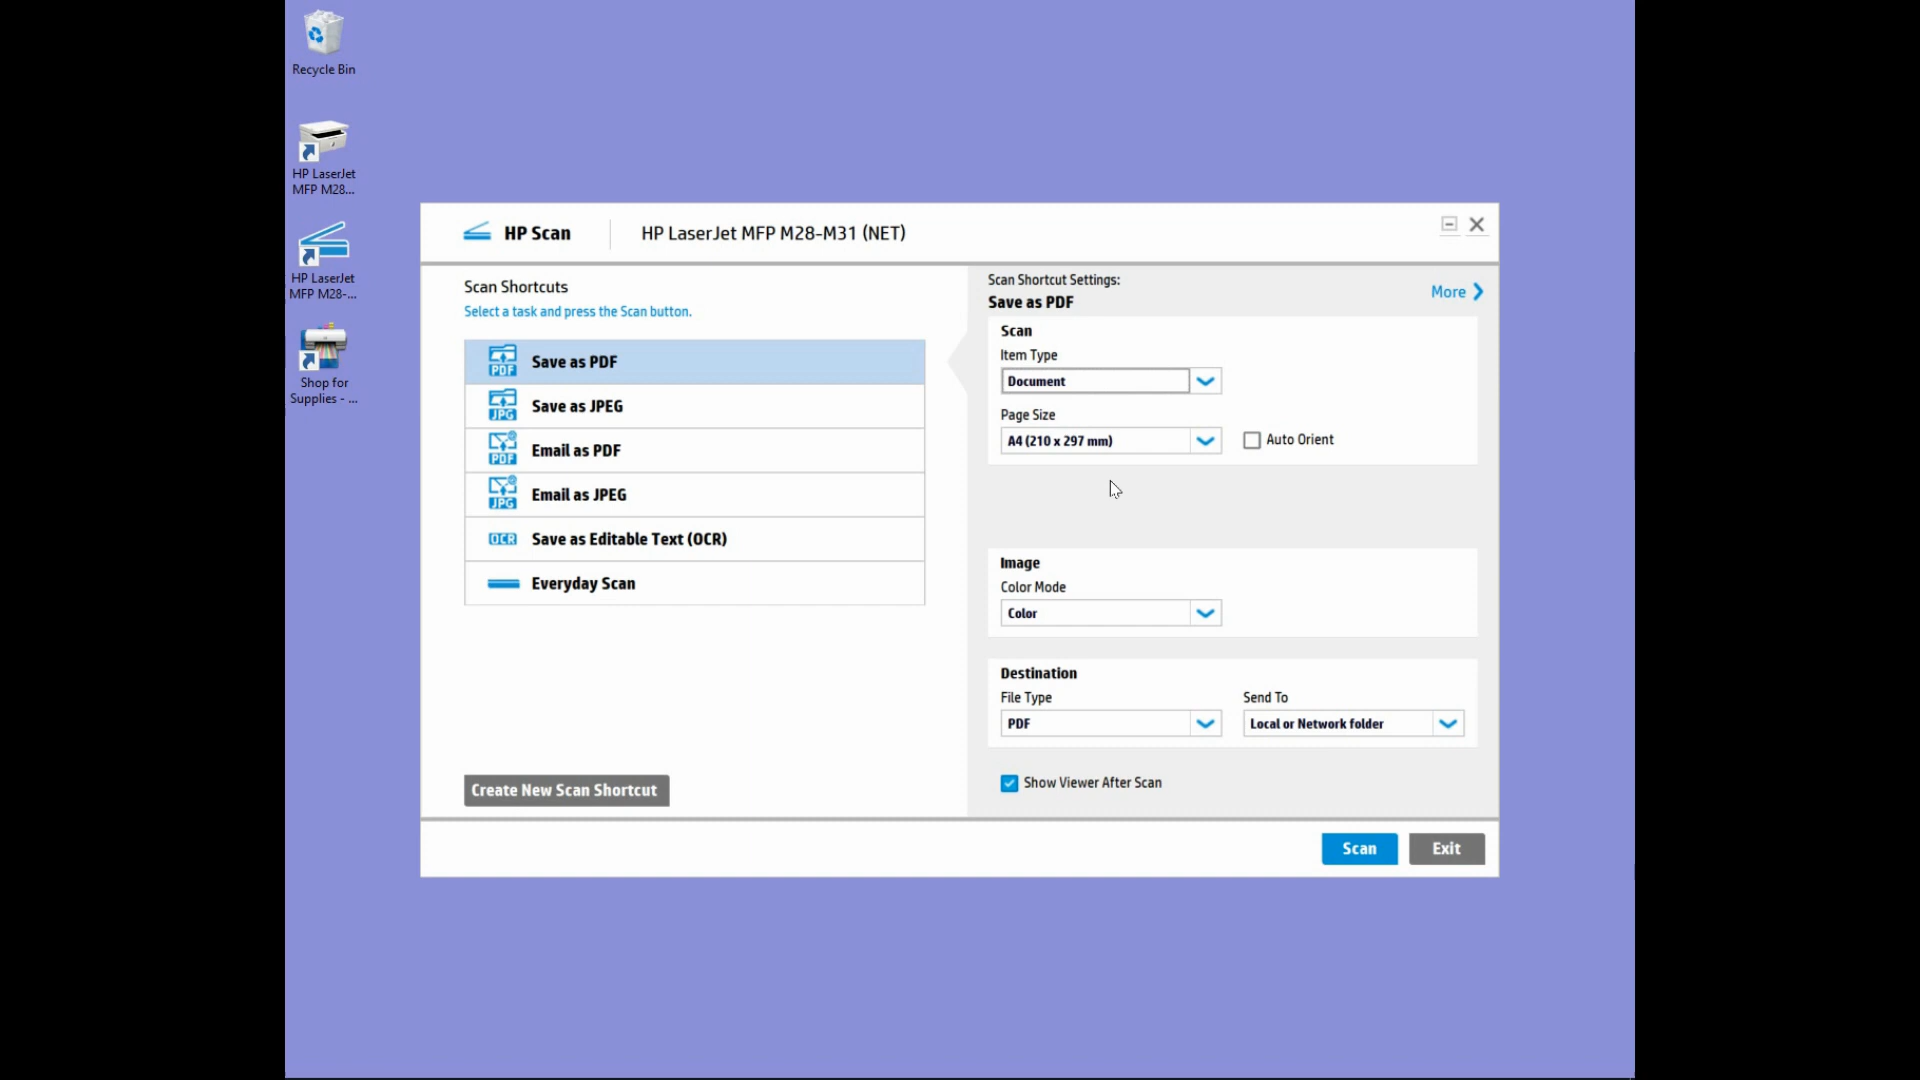 Recycle Bin
HP LaserJet
MFP M28...
HP LaserJet
MFP M28-...
Shop for
Supplies - ...
HP Scan
HP LaserJet MFP M28-M31 (NET)
Scan Shortcuts
Select a task and press the Scan button.
PDF Save as PDF
JPG Save as JPEG
PDF Email as PDF
JPG Email as JPEG
OCR Save as Editable Text (OCR)
Everyday Scan
Create New Scan Shortcut
Scan Shortcut Settings:
Save as PDF
More
Scan
Item Type
Document
Page Size
A4 (210 x 297 mm)
Auto Orient
Image
Color Mode
Color
Destination
File Type
Send To
PDF
Local or Network folder
Show Viewer After Scan
Scan
Exit